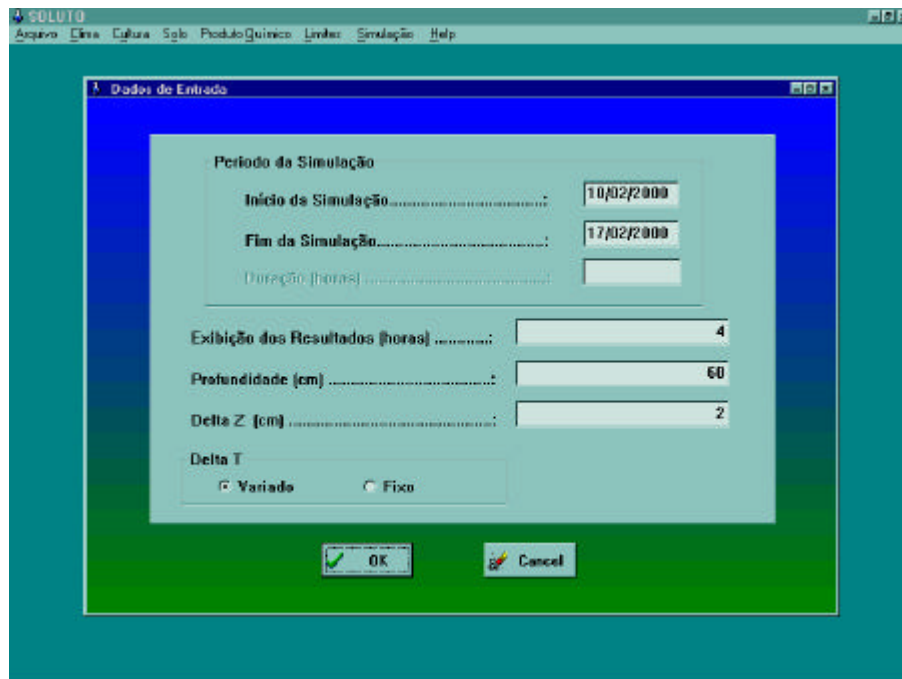 SOLUTO
Arquivo Clima Cultura Solo Produto Químico Limites Simulação Help
Dados de Entrada
Período da Simulação
Início da Simulação....................................: 10/02/2000
Fim da Simulação.......................................: 17/02/2000
Duração (horas) ...........................................:
Exibição dos Resultados (horas) .............: 4
Profundidade (cm) ......................................: 60
Delta Z (cm) ................................................: 2
Delta T
Variado Fixo
OK Cancel